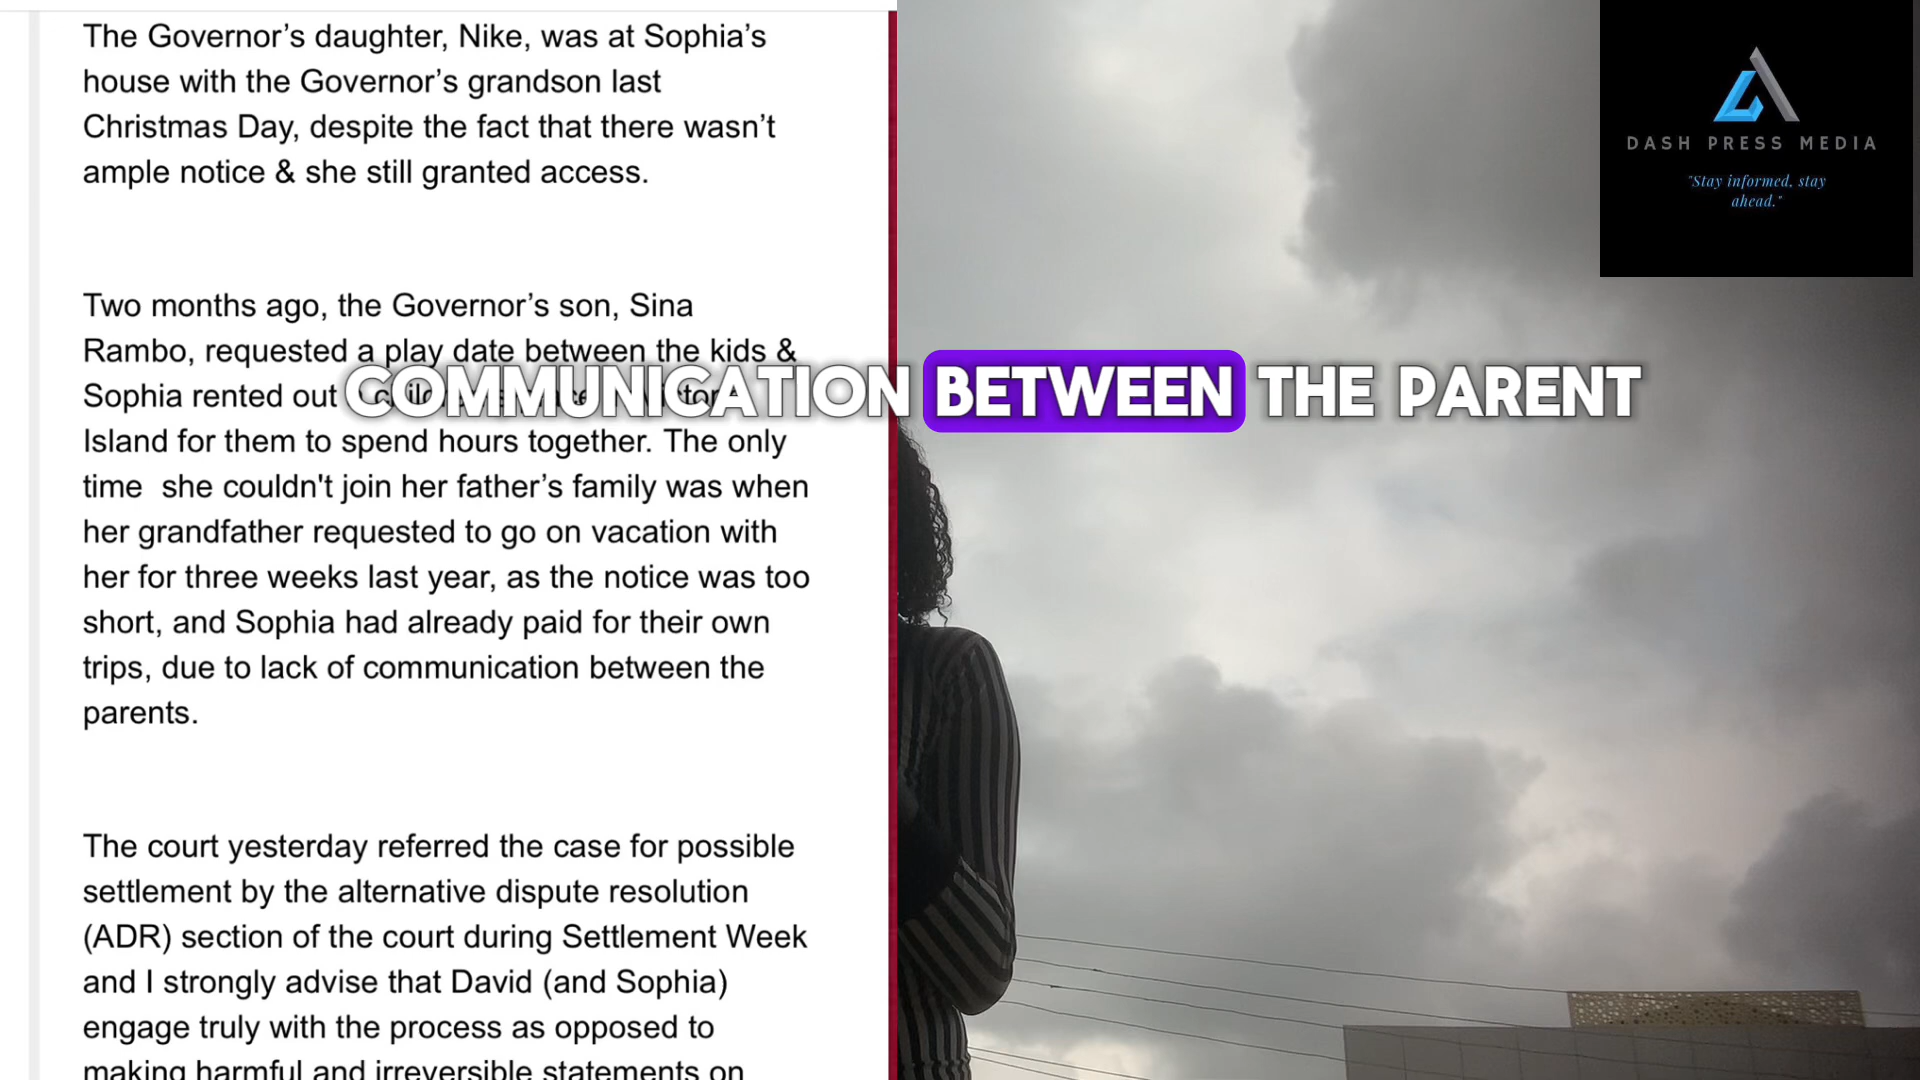 The Governor’s daughter, Nike, was at Sophia’s
house with the Governor’s grandson last
Christmas Day, despite the fact that there wasn’t
ample notice & she still granted access.
Two months ago, the Governor’s son, Sina
Rambo, requested a play date between the kids &
Sophia rented out
Island for them to spend hours together. The only
time she couldn't join her father’s family was when
her grandfather requested to go on vacation with
her for three weeks last year, as the notice was too
short, and Sophia had already paid for their own
trips, due to lack of communication between the
parents.
The court yesterday referred the case for possible
settlement by the alternative dispute resolution
(ADR) section of the court during Settlement Week
and I strongly advise that David (and Sophia)
engage truly with the process as opposed to
making harmful and irreversible statements on
COMMUNICATION BETWEEN THE PARENT
DASH PRESS MEDIA
"Stay informed, stay
ahead."